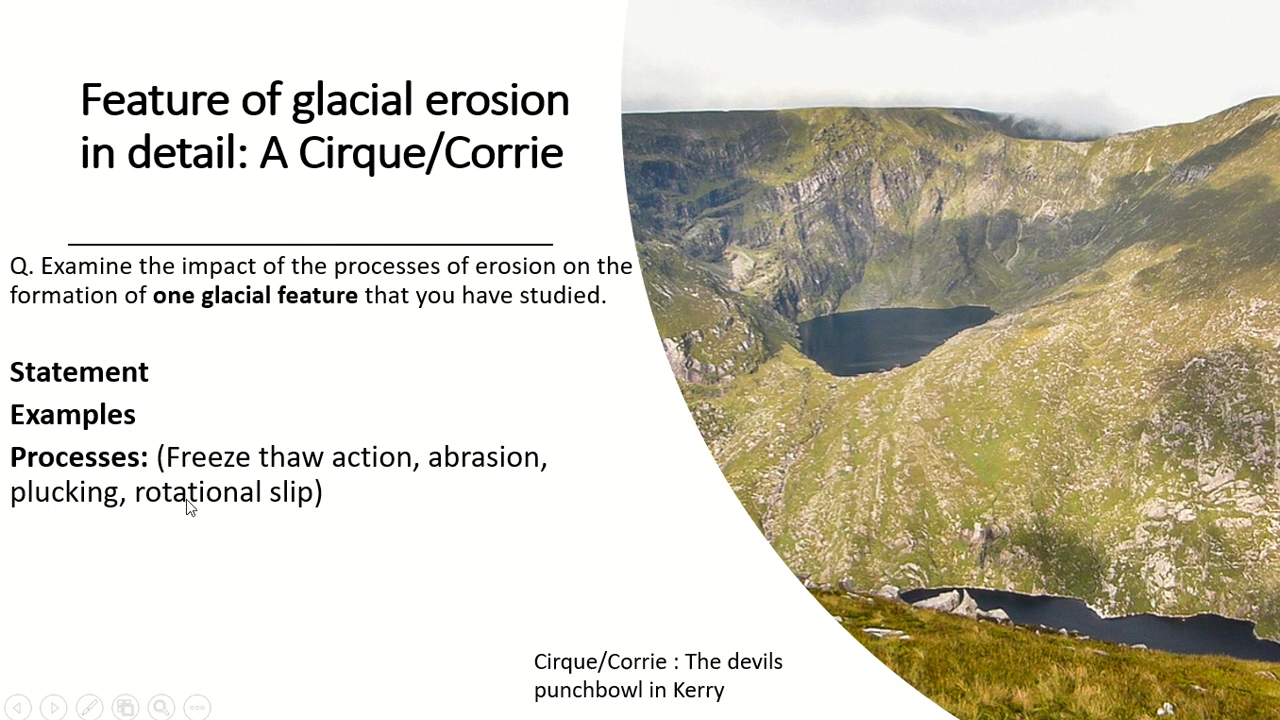 Feature of glacial erosion
in detail: A Cirque/Corrie
Q. Examine the impact of the processes of erosion on the
formation of one glacial feature that you have studied.
Statement
Examples
Processes: (Freeze thaw action, abrasion,
plucking, rotational slip)
Cirque/Corrie : The devils
punchbowl in Kerry